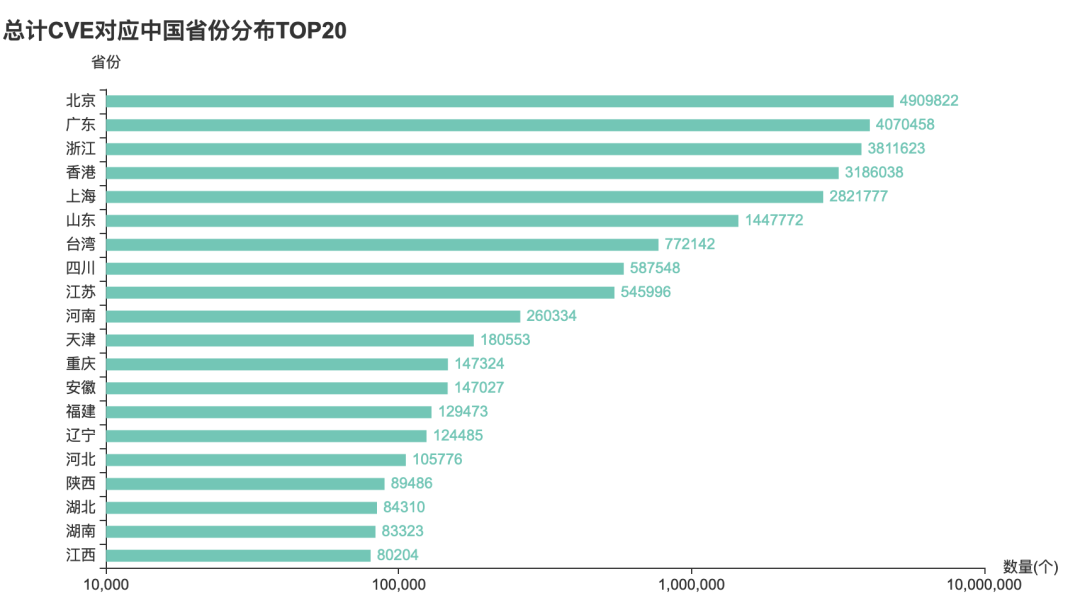 总计CVE对应中国省份分布TOP20
省份
北京 4909822
广东 4070458
浙江 3811623
香港 3186038
上海 2821777
山东 1447772
台湾 772142
四川 587548
江苏 545996
河南 260334
天津 180553
重庆 147324
安徽 147027
福建 129473
辽宁 124485
河北 105776
陕西 89486
湖北 84310
湖南 83323
江西 80204
数量(个)
10,000 100,000 1,000,000 10,000,000